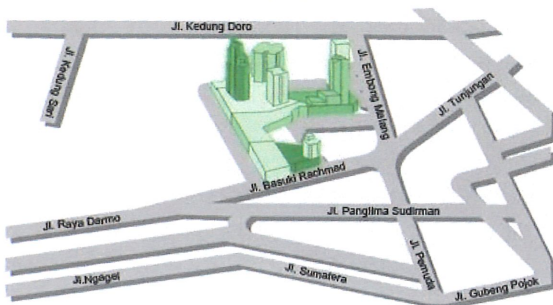 Jl. Kedung Doro
Jl. Kedung Sari
Jl. Embong Malang
Jl. Tunjungan
Jl. Basuki Rachmad
Jl. Raya Darmo
Jl. Panglima Sudirman
Jl. Pemuda
Jl.Ngagel
Jl. Sumatera
Jl. Gubeng Pojok